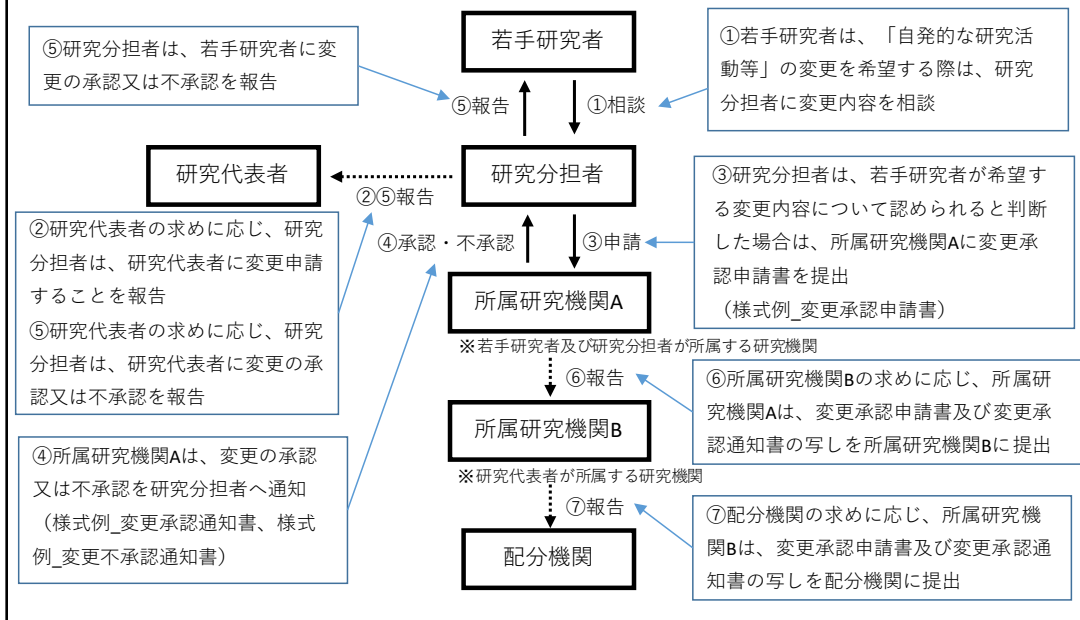 ⑤研究分担者は、若手研究者に変
更の承認又は不承認を報告
若手研究者
①若手研究者は、「自発的な研究活
動等」の変更を希望する際は、研究
分担者に変更内容を相談
⑤報告
①相談
研究代表者
研究分担者
②⑤報告
③研究分担者は、若手研究者が希望す
る変更内容について認められると判断
した場合は、所属研究機関Aに変更承
認申請書を提出
（様式例_変更承認申請書）
②研究代表者の求めに応じ、研究
分担者は、研究代表者に変更申請
することを報告
⑤研究代表者の求めに応じ、研究
分担者は、研究代表者に変更の承
認又は不承認を報告
④承認・不承認
③申請
所属研究機関A
※若手研究者及び研究分担者が所属する研究機関
⑥報告
⑥所属研究機関Bの求めに応じ、所属研
究機関Aは、変更承認申請書及び変更承
認通知書の写しを所属研究機関Bに提出
所属研究機関B
※研究代表者が所属する研究機関
④所属研究機関Aは、変更の承認
又は不承認を研究分担者へ通知
（様式例_変更承認通知書、様式
例_変更不承認通知書）
⑦報告
⑦配分機関の求めに応じ、所属研究機
関Bは、変更承認申請書及び変更承認通
知書の写しを配分機関に提出
配分機関